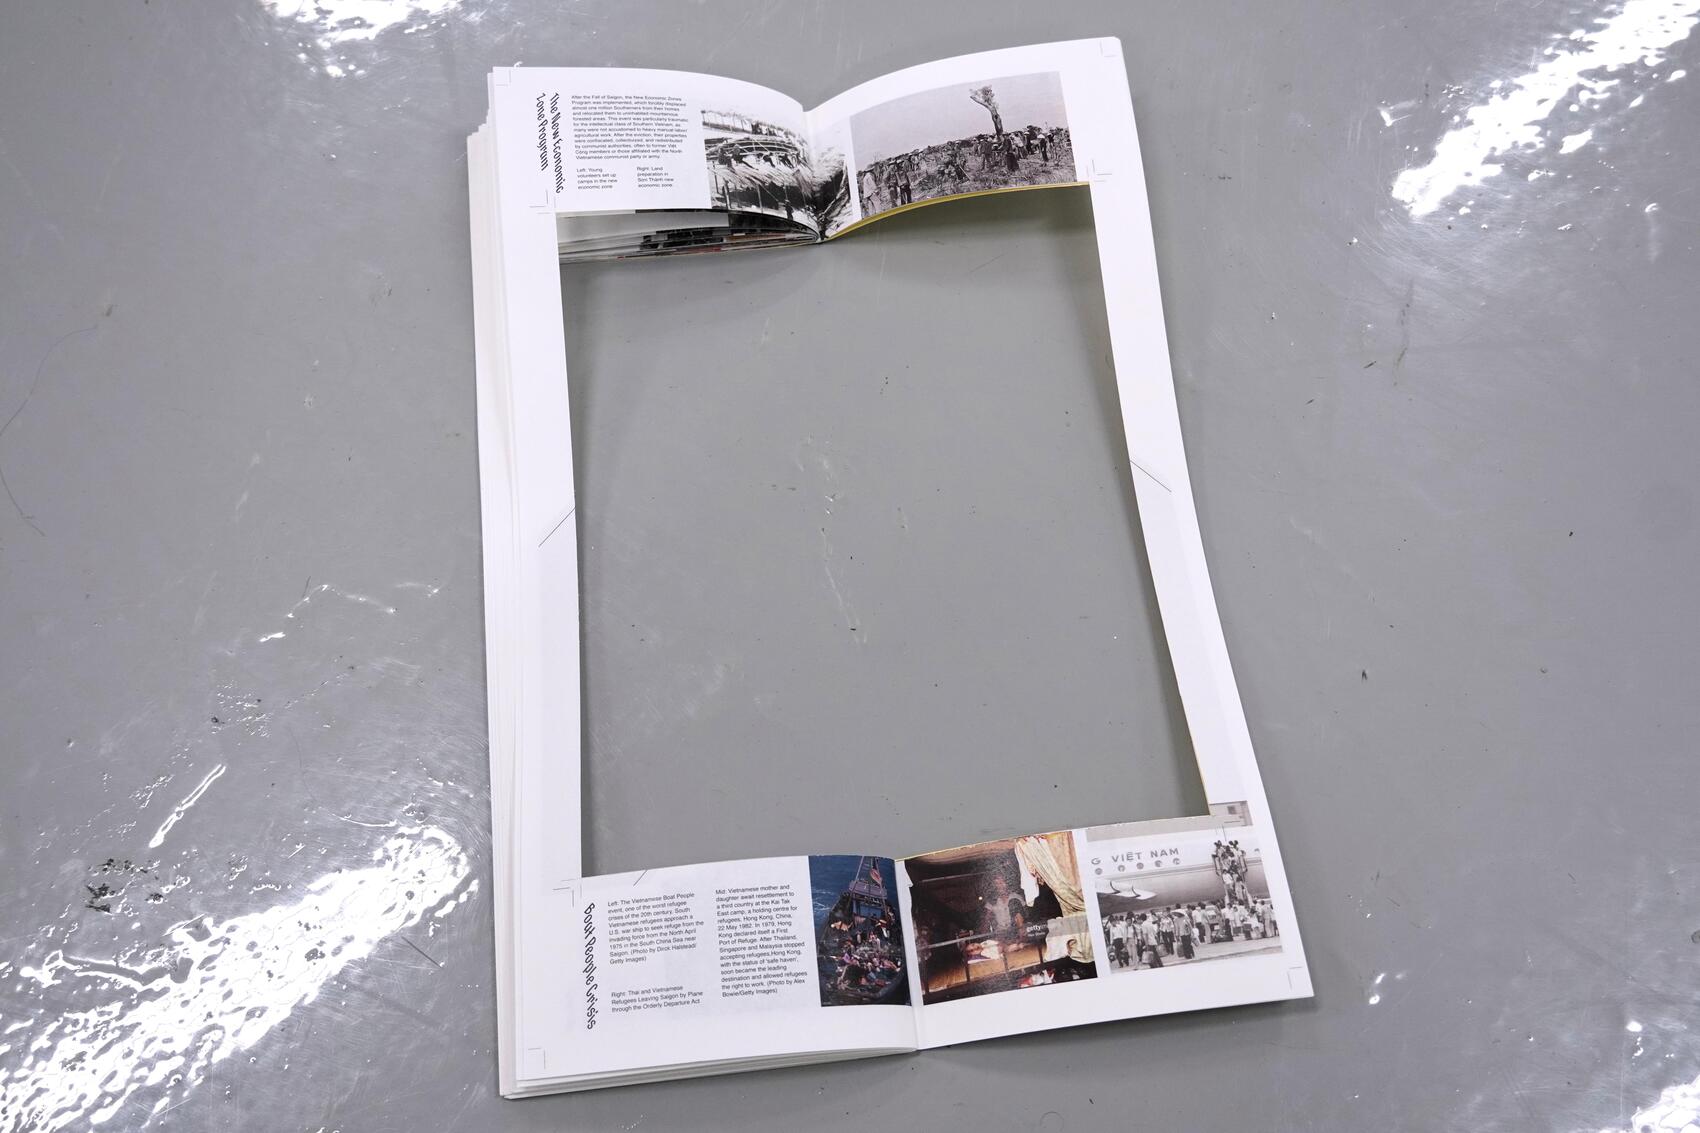 The New Economic
Zone Program
After the Fall of Saigon, the New Economic Zones
Program was implemented, which forcibly displaced
almost one million Southerners from their homes
and relocated them to uninhabited mountainous
forested areas. This event was particularly traumatic
for the intellectual class of Southern Vietnam, as
many were not accustomed to heavy manual labor/
agricultural work. After the eviction, their properties
were confiscated, collectivized, and redistributed
by communist authorities, often to former Việt
Cộng members or those affiliated with the North
Vietnamese communist party or army.
Left: Young
volunteers set up
camps in the new
economic zone
Right: Land
preparation in
Sơn Thành new
economic zone.
Boat People Crisis
Left: The Vietnamese Boat People
event, one of the worst refugee
crises of the 20th century. South
Vietnamese refugees approach a
U.S. war ship to seek refuge from the
invading force from the North April
1975 in the South China Sea near
Saigon. (Photo by Dirck Halstead/
Getty Images)
Right: Thai and Vietnamese
Refugees Leaving Saigon by Plane
through the Orderly Departure Act
Mid: Vietnamese mother and
daughter await resettlement to
a third country at the Kai Tak
East camp, a holding centre for
refugees, Hong Kong, China,
22 May 1982. In 1979, Hong
Kong declared itself a First
Port of Refuge. After Thailand,
Singapore and Malaysia stopped
accepting refugees,Hong Kong,
with the status of 'safe haven',
soon became the leading
destination and allowed refugees
the right to work. (Photo by Alex
Bowie/Getty Images)
G VIỆT NAM